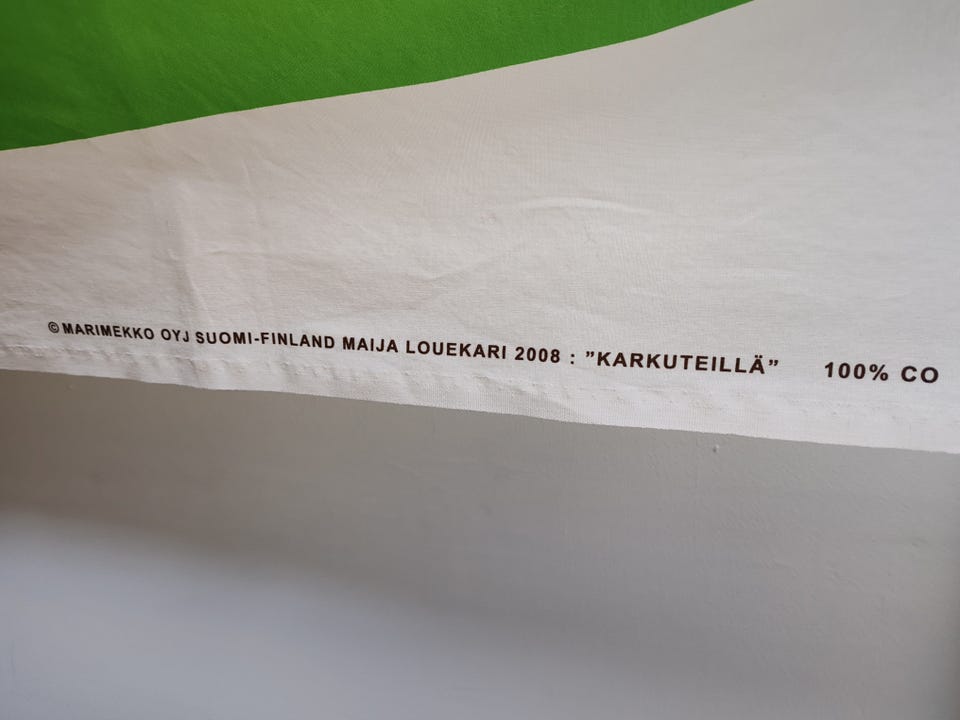 © MARIMEKKO OYJ SUOMI-FINLAND MAIJA LOUEKARI 2008 : ”KARKUTEILLÄ” 100% CO